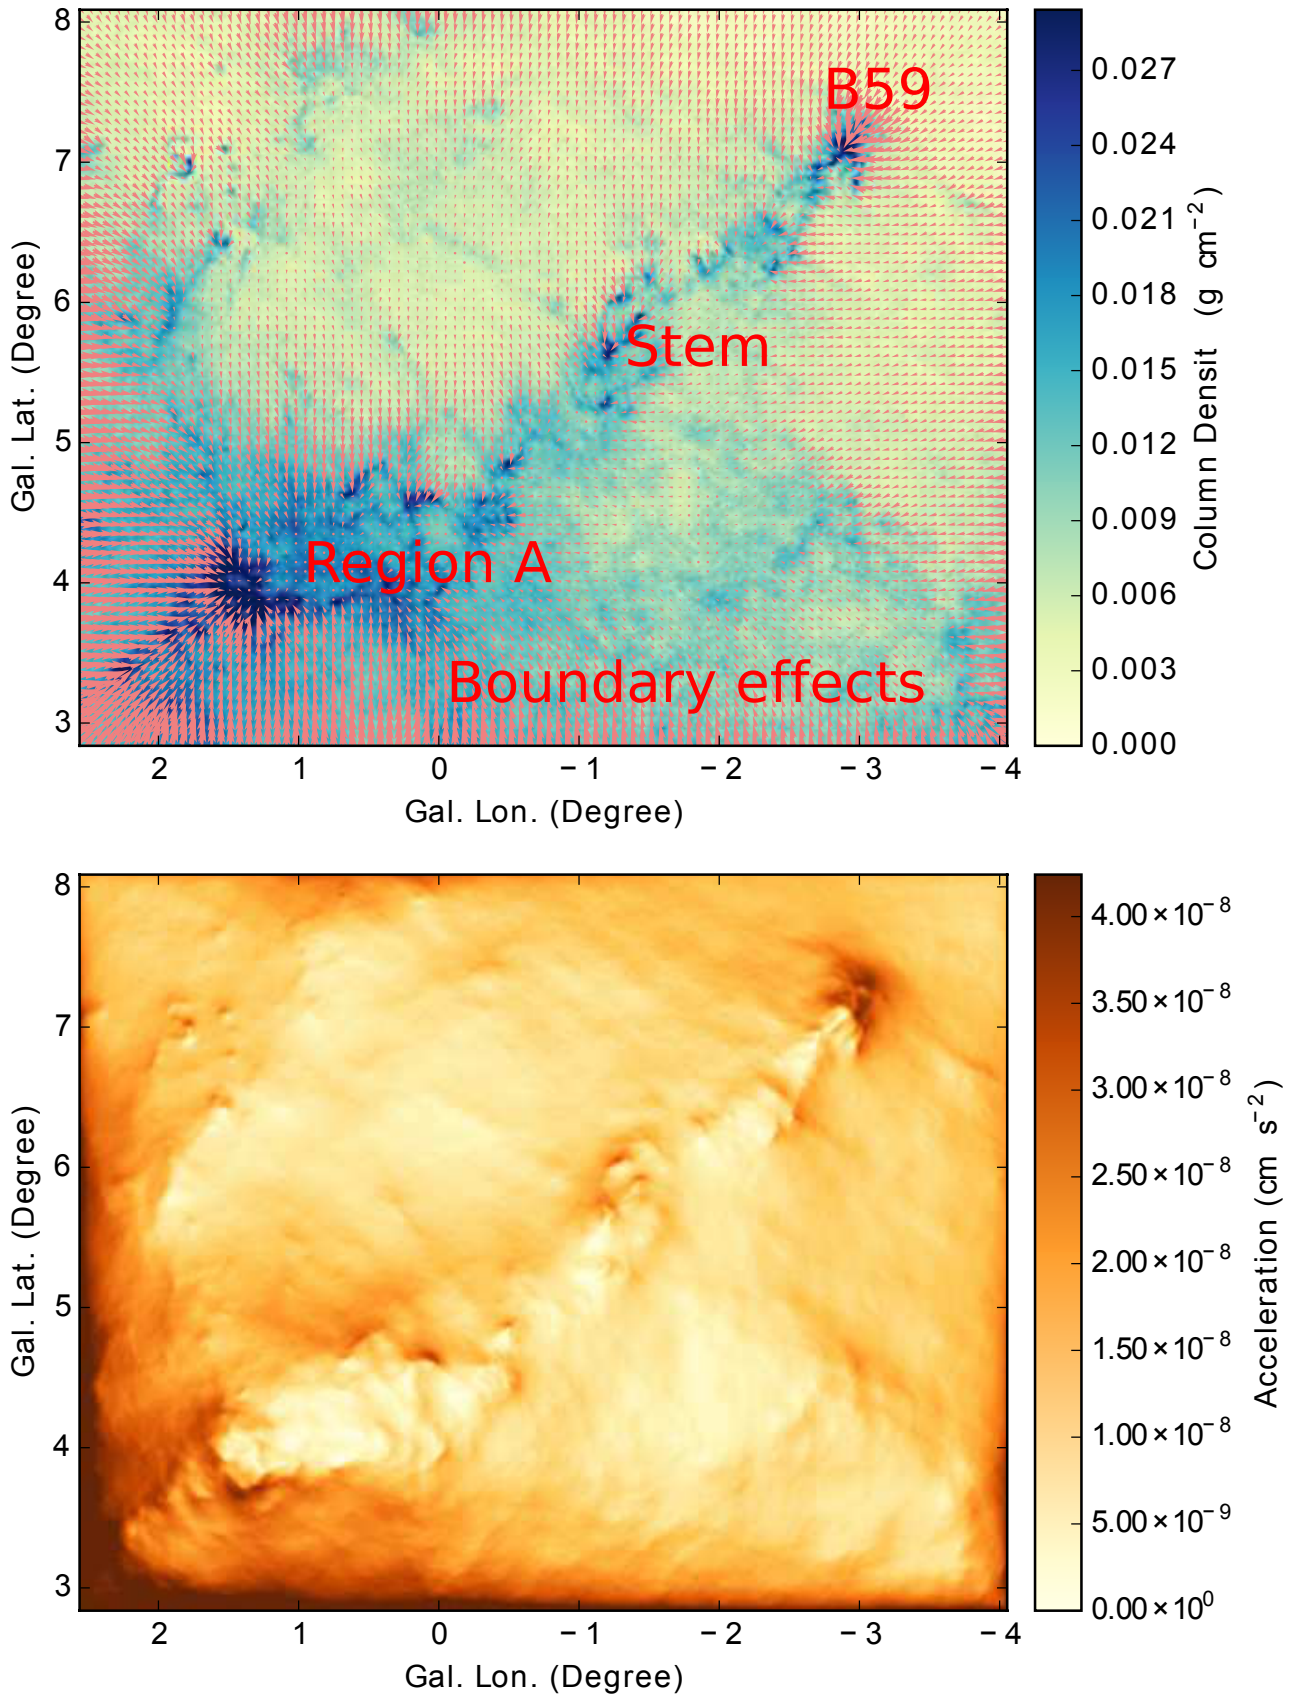 8
7
6
5
4
3
Gal. Lat. (Degree)
B59
Stem
Region A
Boundary effects
2 1 0 −1 −2 −3 −4
Gal. Lon. (Degree)
0.027
0.024
0.021
0.018
0.015
0.012
0.009
0.006
0.003
0.000
Column Densit (g cm⁻²)
8
7
6
5
4
3
Gal. Lat. (Degree)
2 1 0 −1 −2 −3 −4
Gal. Lon. (Degree)
4.00×10⁻⁸
3.50×10⁻⁸
3.00×10⁻⁸
2.50×10⁻⁸
2.00×10⁻⁸
1.50×10⁻⁸
1.00×10⁻⁸
5.00×10⁻⁹
0.00×10⁰
Acceleration (cm s⁻²)